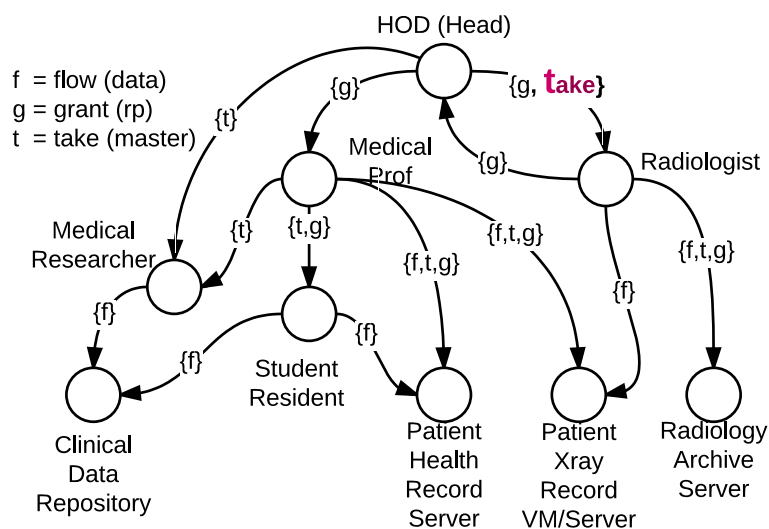 HOD (Head)
f = flow (data)
g = grant (rp)
t = take (master)
{g}
{g, take}
{t}
{g}
Medical
Prof
Radiologist
Medical
Researcher
{t}
{t,g}
{f,t,g}
{f,t,g}
{f,t,g}
{f}
{f}
{f}
{f}
Student
Resident
Clinical
Data
Repository
Patient
Health
Record
Server
Patient
Xray
Record
VM/Server
Radiology
Archive
Server